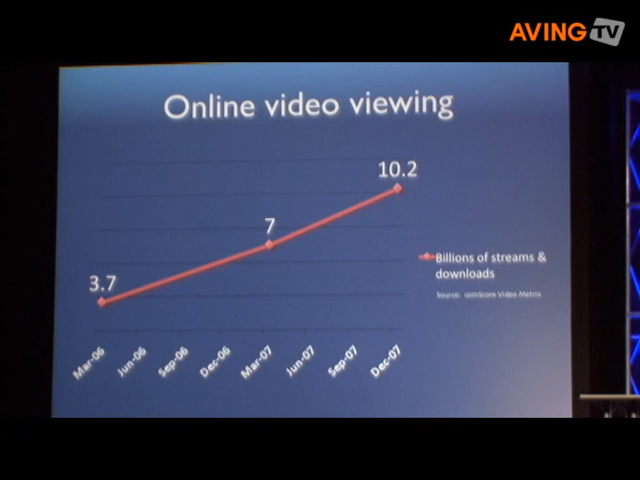 AVING TV
Online video viewing
10.2
7
3.7
Billions of streams &
downloads
Source: comScore Video Metrix
Mar-06
Jun-06
Sep-06
Dec-06
Mar-07
Jun-07
Sep-07
Dec-07